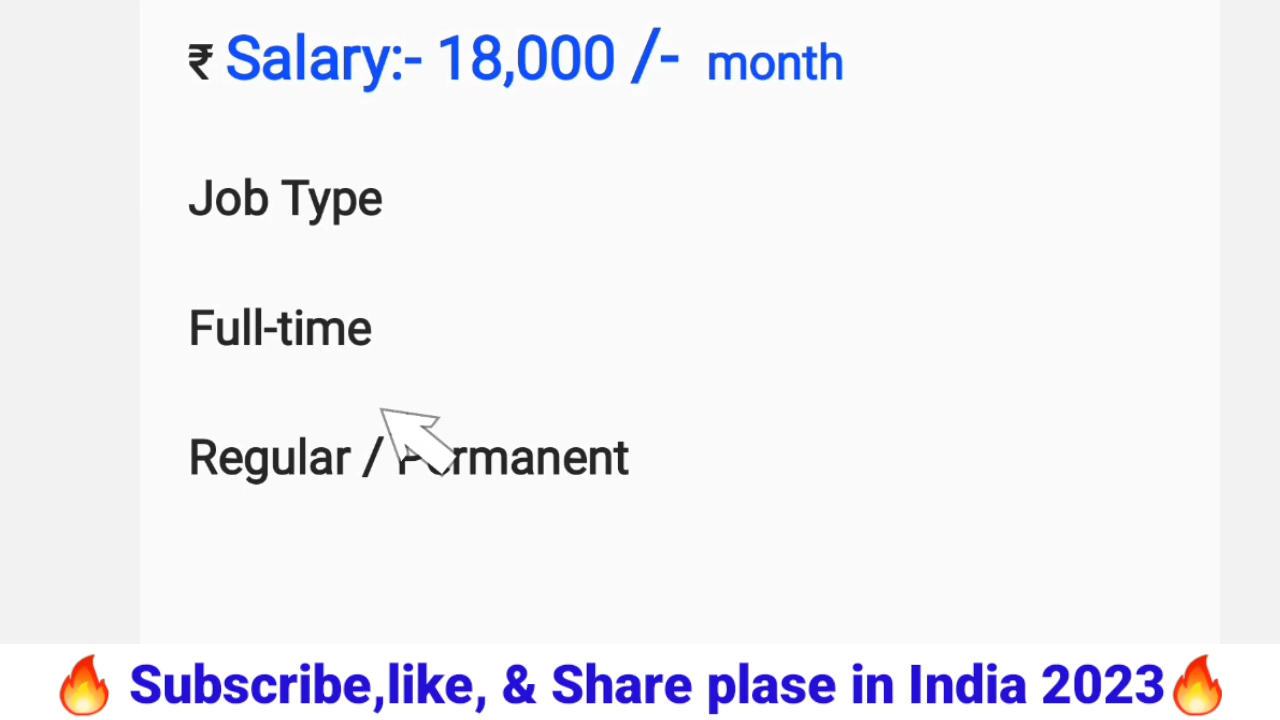 ₹ Salary:- 18,000 /- month
Job Type
Full-time
Regular / Permanent
🔥 Subscribe,like, & Share plase in India 2023🔥